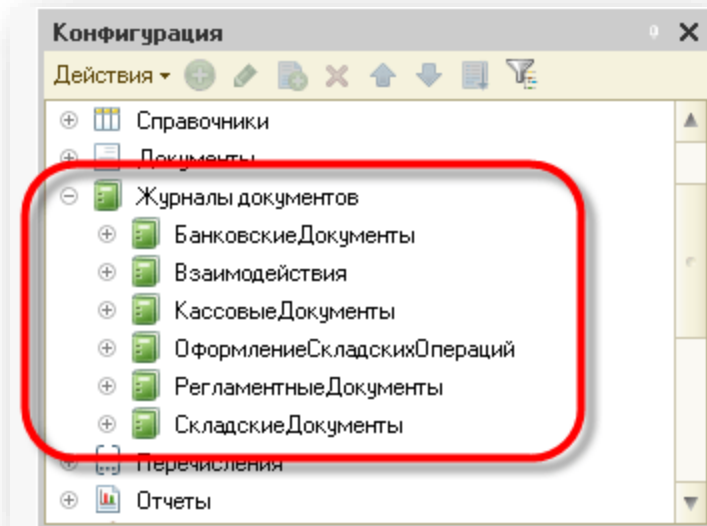 Конфигурация
Действия
Справочники
Документы
Журналы документов
БанковскиеДокументы
Взаимодействия
КассовыеДокументы
ОформлениеСкладскихОпераций
РегламентныеДокументы
СкладскиеДокументы
Перечисления
Отчеты